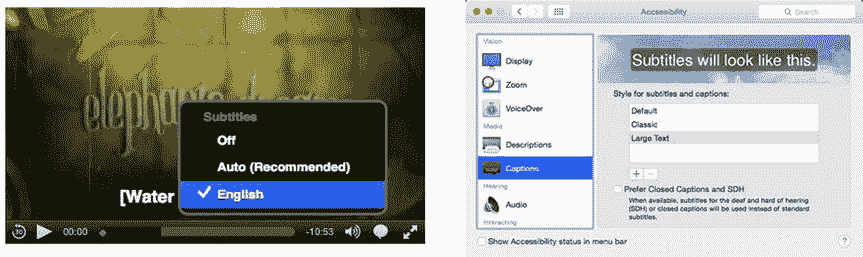 elephants dream
Subtitles
Off
Auto (Recommended)
English
[Water
30
00:00
-10:53
Accessibility
Search
Vision
Display
Zoom
VoiceOver
Media
Descriptions
Captions
Hearing
Audio
Interacting
Subtitles will look like this.
Style for subtitles and captions:
Default
Classic
Large Text
+ −
Prefer Closed Captions and SDH
When available, subtitles for the deaf and hard of hearing
(SDH) or closed captions will be used instead of standard
subtitles.
Show Accessibility status in menu bar
?